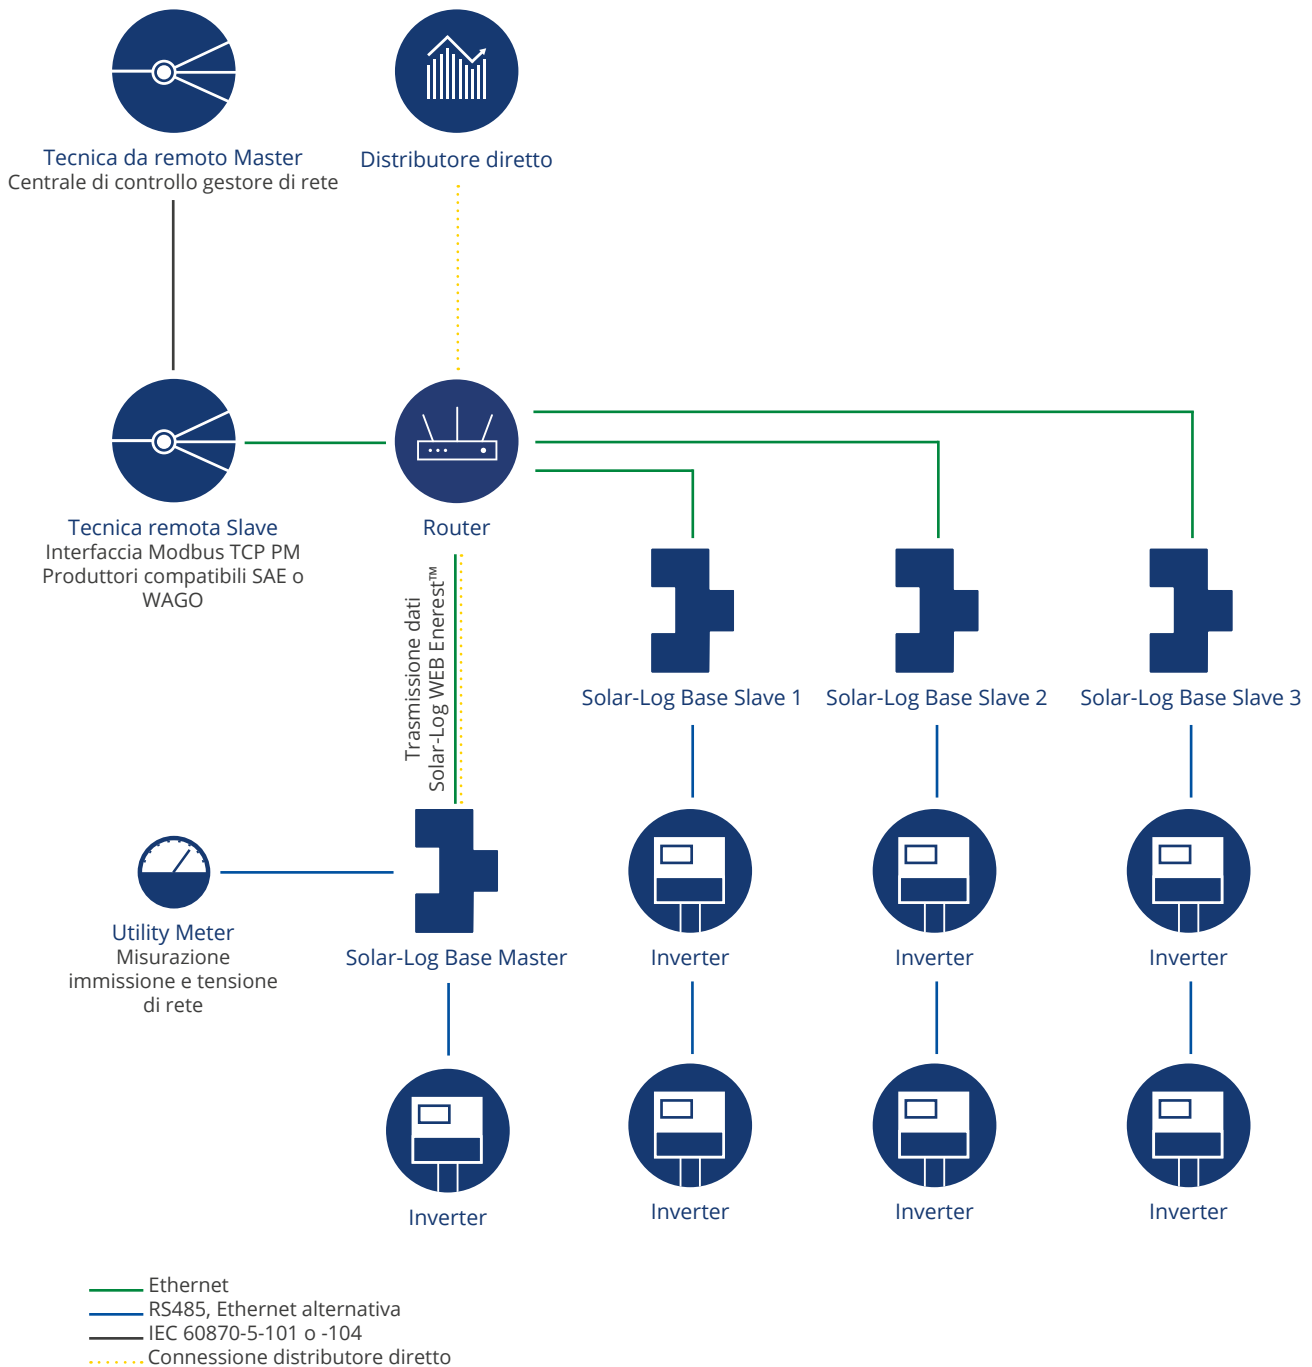 Tecnica da remoto Master
Centrale di controllo gestore di rete
Distributore diretto
Tecnica remota Slave
Interfaccia Modbus TCP PM
Produttori compatibili SAE o
WAGO
Router
Trasmissione dati
Solar-Log WEB Enerest™
Solar-Log Base Slave 1
Solar-Log Base Slave 2
Solar-Log Base Slave 3
Utility Meter
Misurazione
immissione e tensione
di rete
Solar-Log Base Master
Inverter
Inverter
Inverter
Inverter
Inverter
Inverter
Inverter
Ethernet
RS485, Ethernet alternativa
IEC 60870-5-101 o -104
Connessione distributore diretto